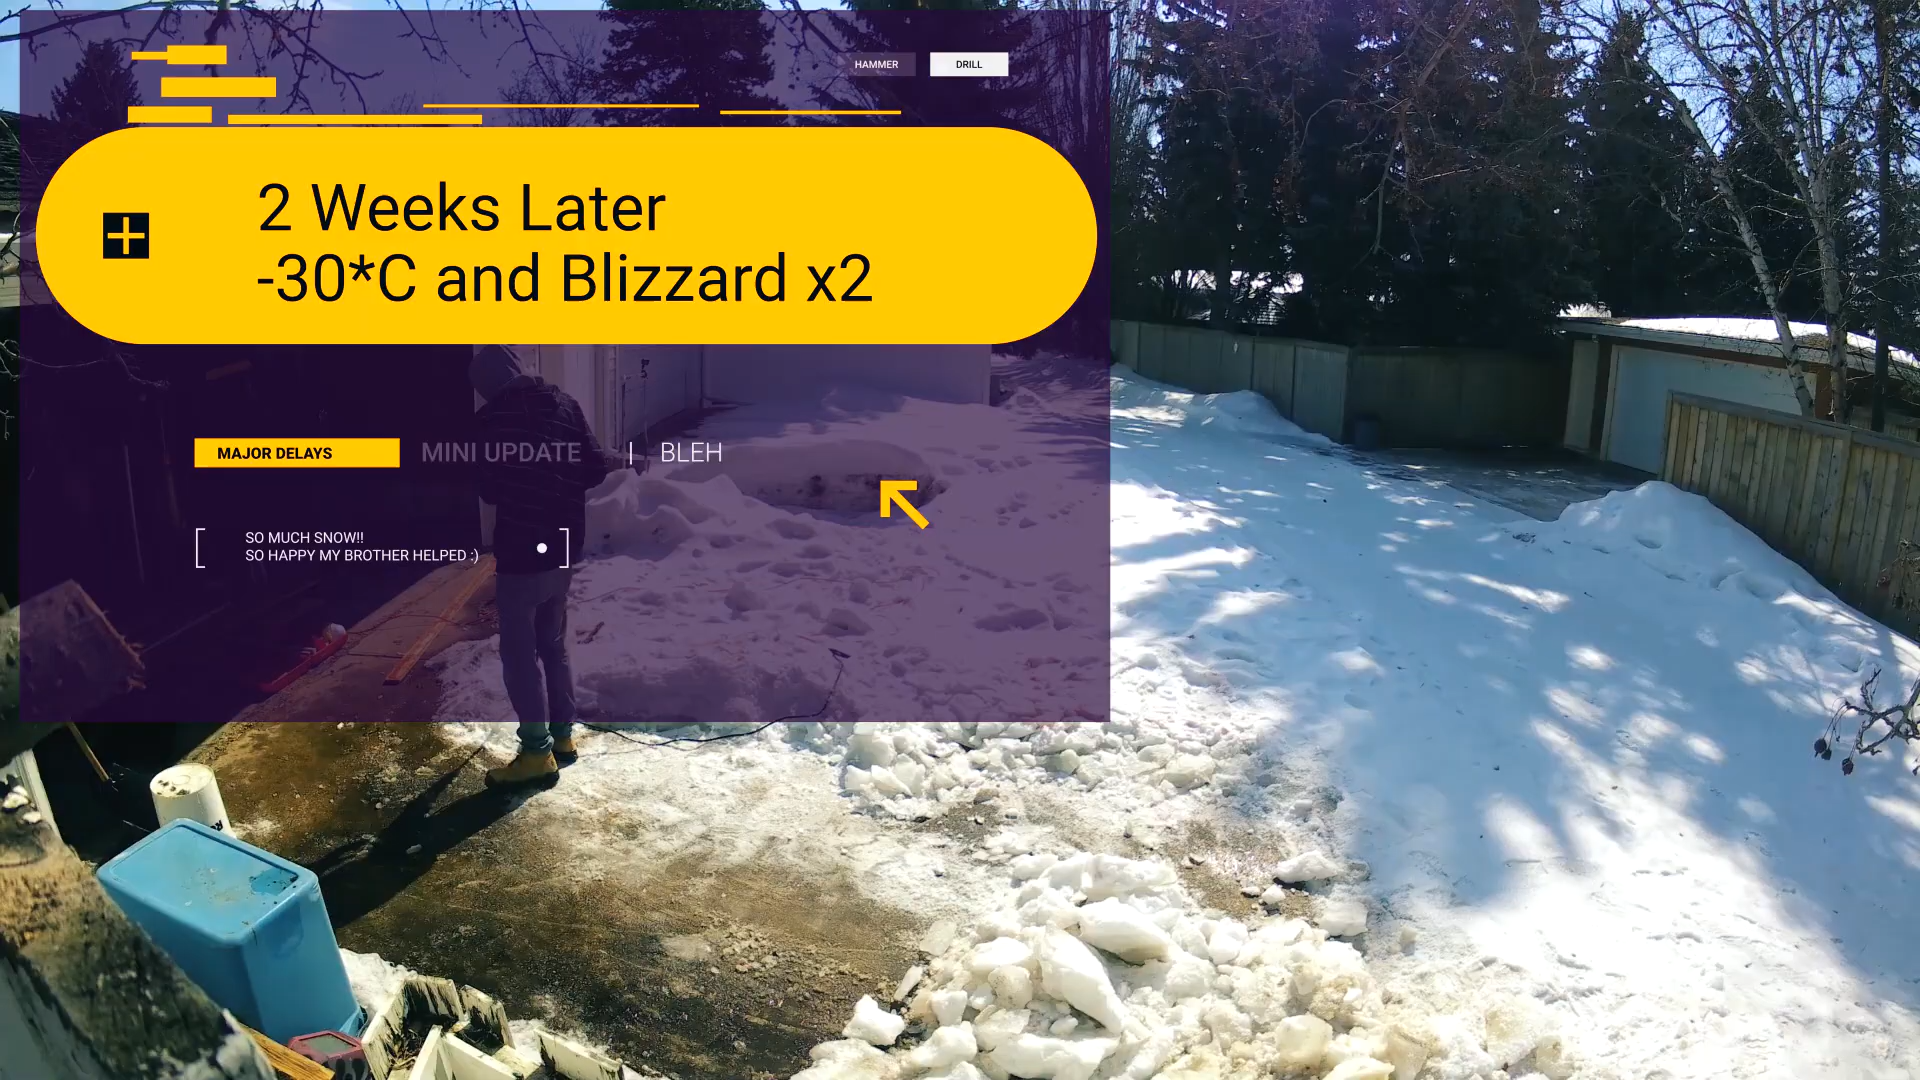 HAMMER
DRILL
2 Weeks Later
-30*C and Blizzard x2
MAJOR DELAYS
MINI UPDATE
|
BLEH
SO MUCH SNOW!!
SO HAPPY MY BROTHER HELPED :)